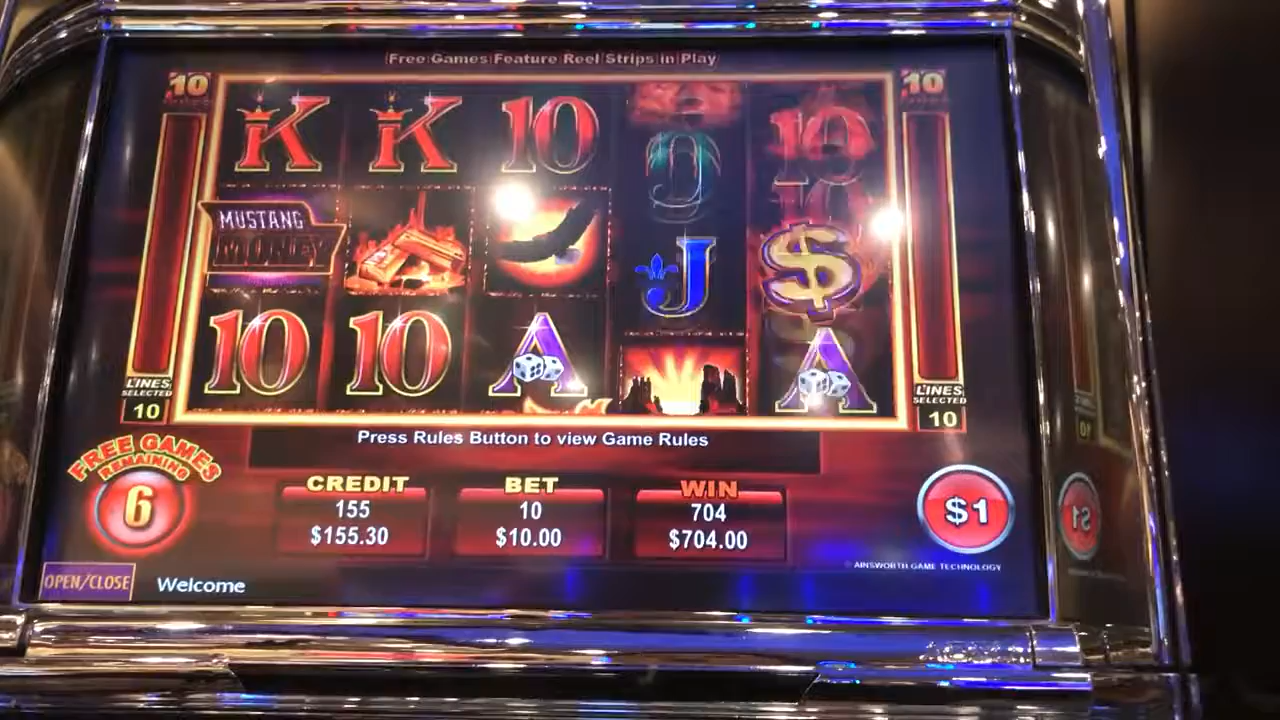 Free Games Feature Reel Strips in Play
10
10
K
K
10
10
MUSTANG
MONEY
J
$
10
10
A
A
LINES
SELECTED
10
LINES
SELECTED
10
Press Rules Button to view Game Rules
FREE GAMES
REMAINING
6
CREDIT
155
$155.30
BET
10
$10.00
WIN
704
$704.00
$1
© AINSWORTH GAME TECHNOLOGY
OPEN/CLOSE
Welcome